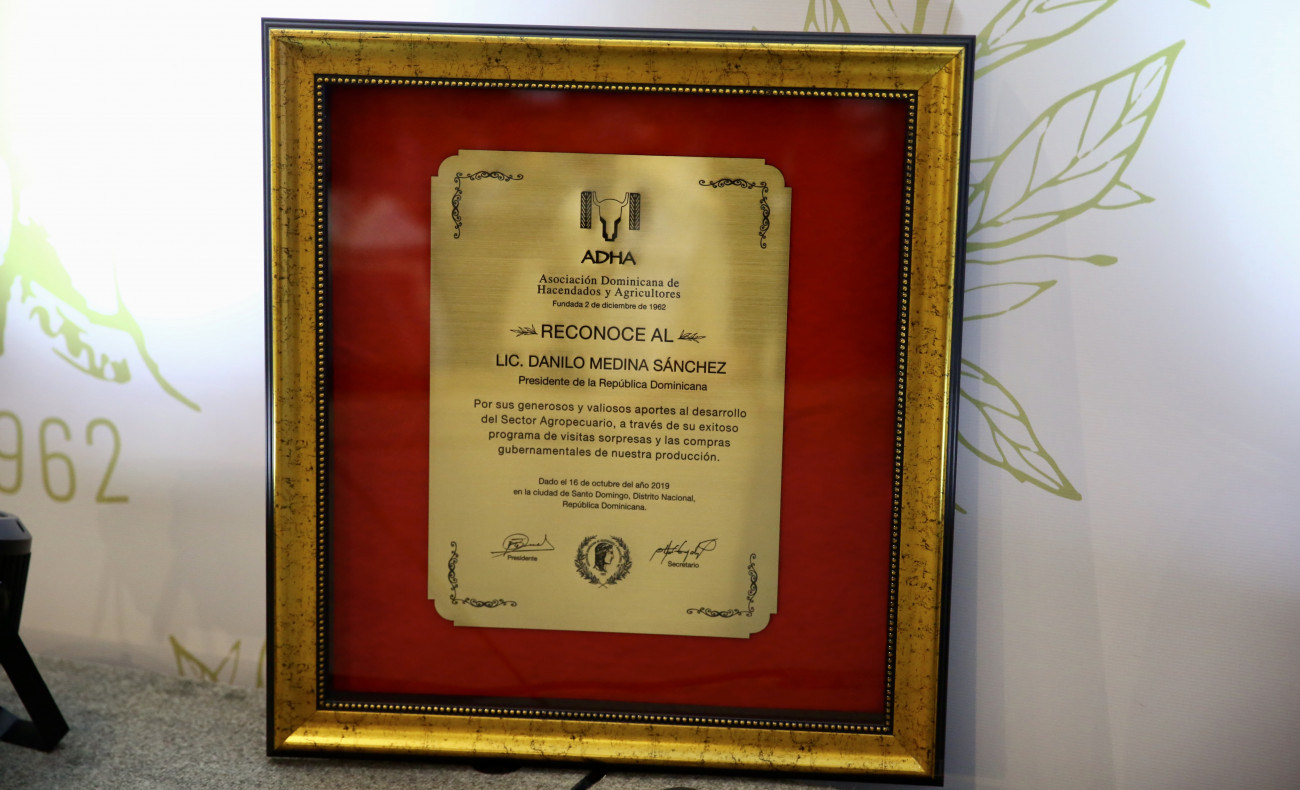 ADHA
Asociación Dominicana de
Hacendados y Agricultores
Fundada 2 de diciembre de 1962
RECONOCE AL
LIC. DANILO MEDINA SÁNCHEZ
Presidente de la República Dominicana
Por sus generosos y valiosos aportes al desarrollo
del Sector Agropecuario, a través de su exitoso
programa de visitas sorpresas y las compras
gubernamentales de nuestra producción.
Dado el 16 de octubre del año 2019
en la ciudad de Santo Domingo, Distrito Nacional,
República Dominicana.
Presidente
Secretario
962